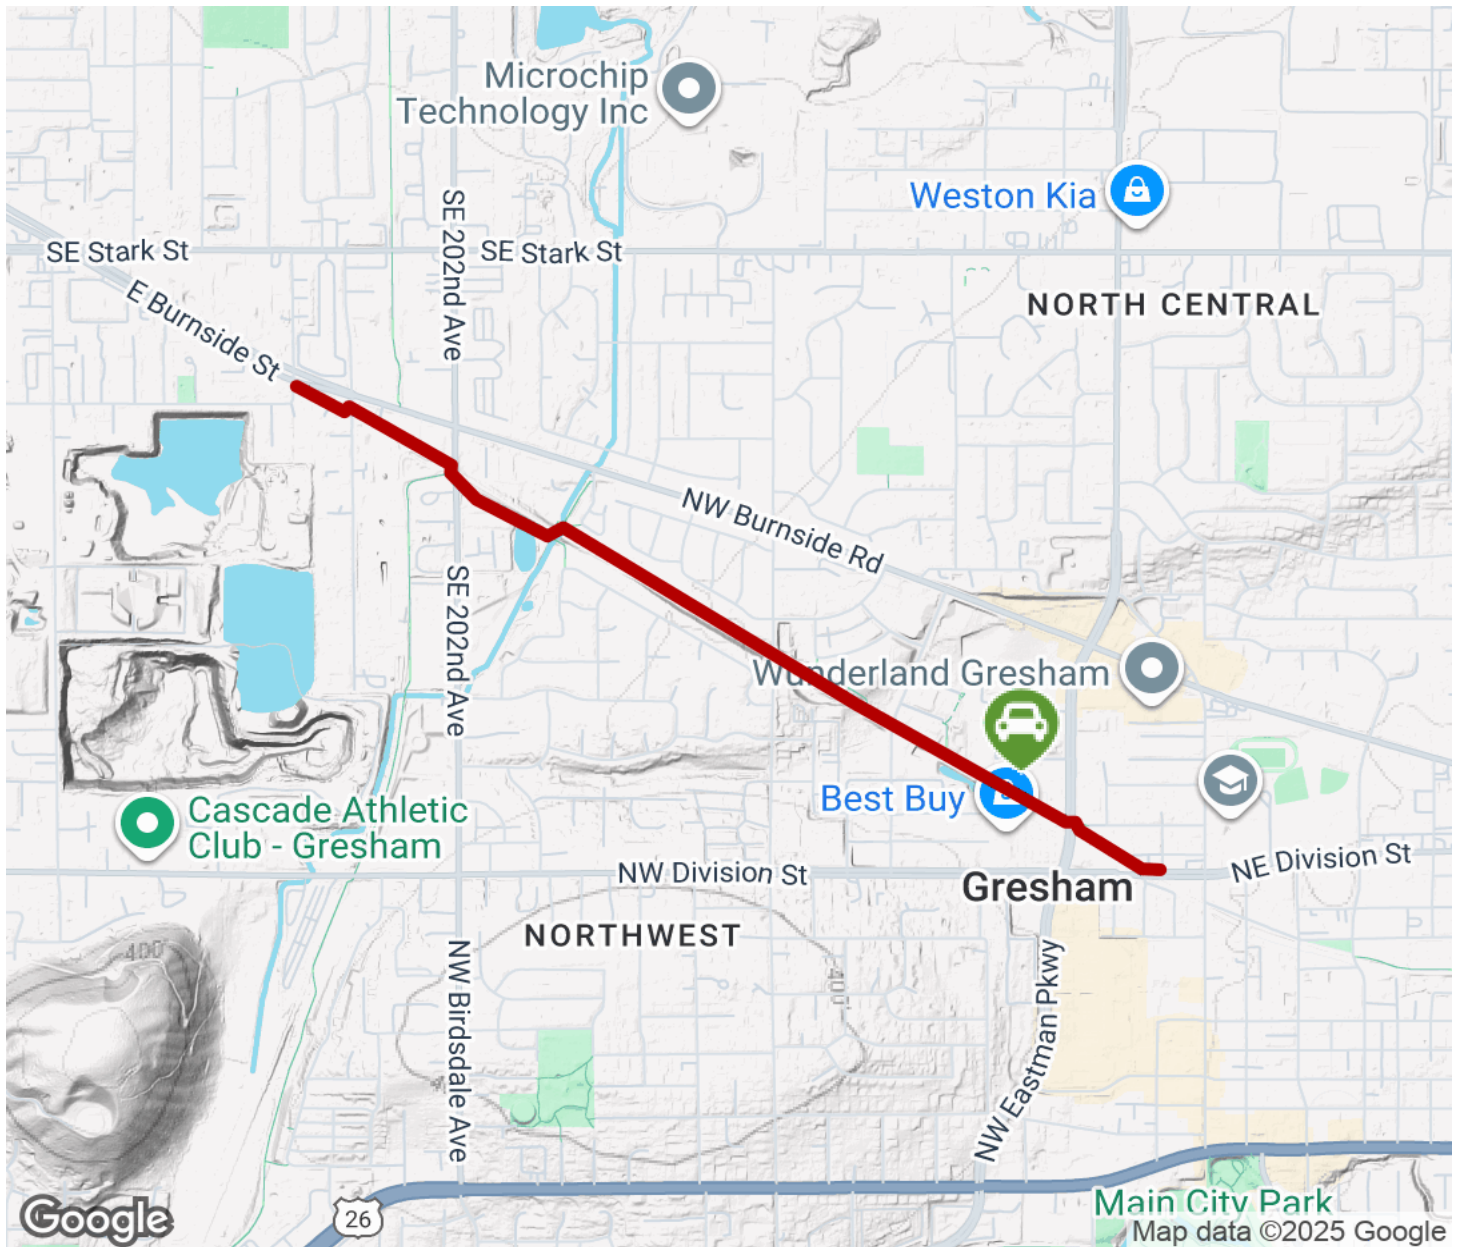 Microchip
Technology Inc
Weston Kia
SE 202nd Ave
SE Stark St
SE Stark St
E Burnside St
NORTH CENTRAL
NW Burnside Rd
SE 202nd Ave
Wunderland Gresham
Best Buy
Cascade Athletic
Club - Gresham
NW Division St
NE Division St
Gresham
NORTHWEST
400
400'
NW Birdsdale Ave
NW Eastman Pkwy
26
Main City Park
Google
Map data ©2025 Google